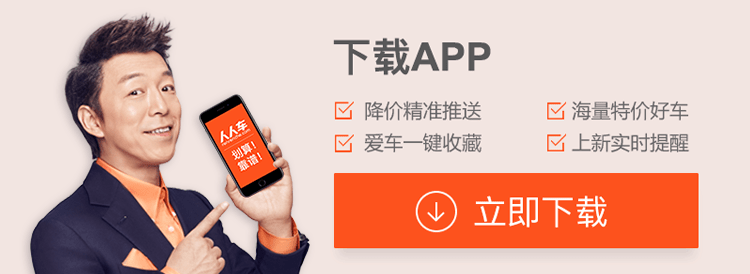 下载APP
降价精准推送
海量特价好车
爱车一键收藏
上新实时提醒
立即下载
人人车
划算！
靠谱！